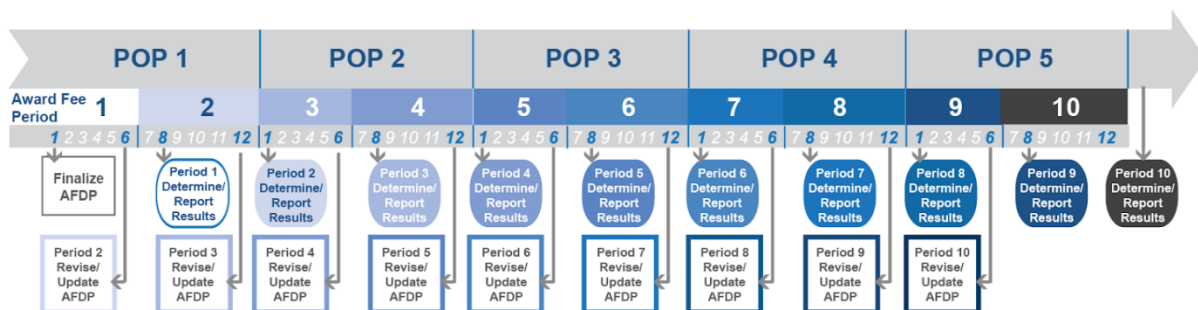 POP 1 POP 2 POP 3 POP 4 POP 5
Award Fee
Period
1 2 3 4 5 6 7 8 9 10
1 2 3 4 5 6 7 8 9 10 11 12 1 2 3 4 5 6 7 8 9 10 11 12 1 2 3 4 5 6 7 8 9 10 11 12 1 2 3 4 5 6 7 8 9 10 11 12 1 2 3 4 5 6 7 8 9 10 11 12
Finalize
AFDP
Period 1
Determine/
Report
Results
Period 2
Determine/
Report
Results
Period 3
Determine/
Report
Results
Period 4
Determine/
Report
Results
Period 5
Determine/
Report
Results
Period 6
Determine/
Report
Results
Period 7
Determine/
Report
Results
Period 8
Determine/
Report
Results
Period 9
Determine/
Report
Results
Period 10
Determine/
Report
Results
Period 2
Revise/
Update
AFDP
Period 3
Revise/
Update
AFDP
Period 4
Revise/
Update
AFDP
Period 5
Revise/
Update
AFDP
Period 6
Revise/
Update
AFDP
Period 7
Revise/
Update
AFDP
Period 8
Revise/
Update
AFDP
Period 9
Revise/
Update
AFDP
Period 10
Revise/
Update
AFDP